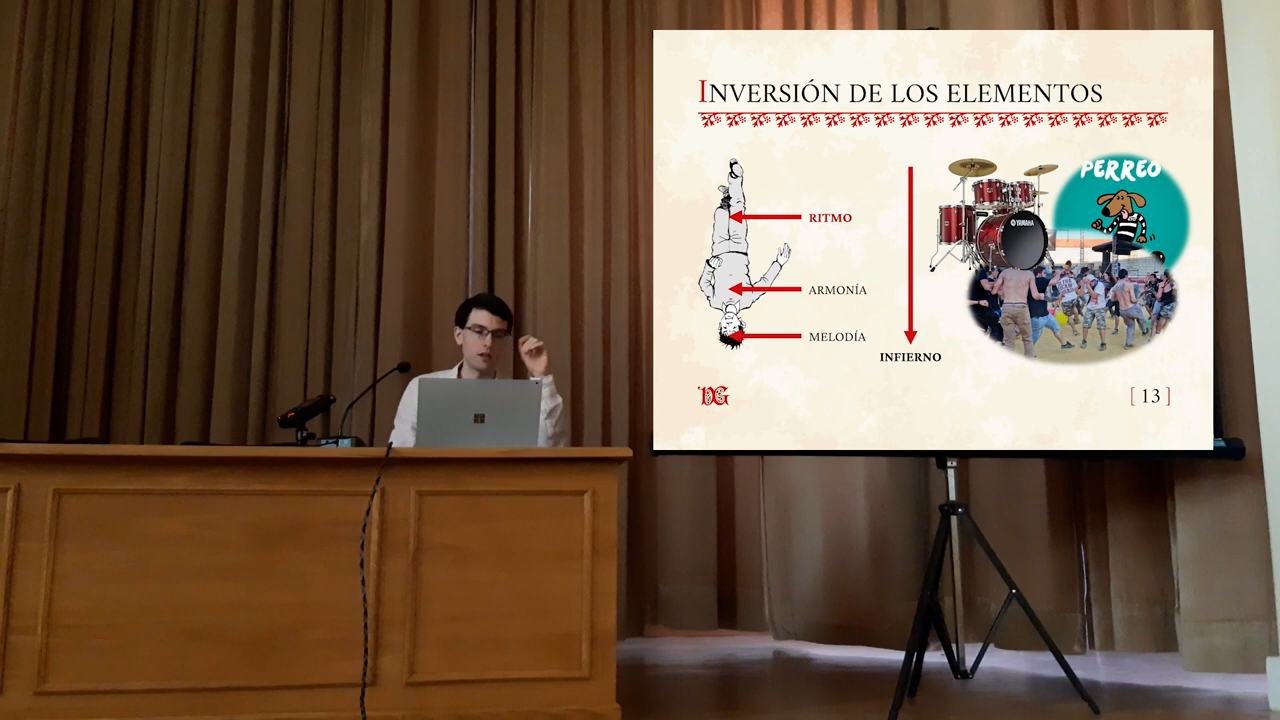 INVERSIÓN DE LOS ELEMENTOS
RITMO
ARMONÍA
MELODÍA
INFIERNO
YAMAHA
PERREO
DG
[ 13 ]